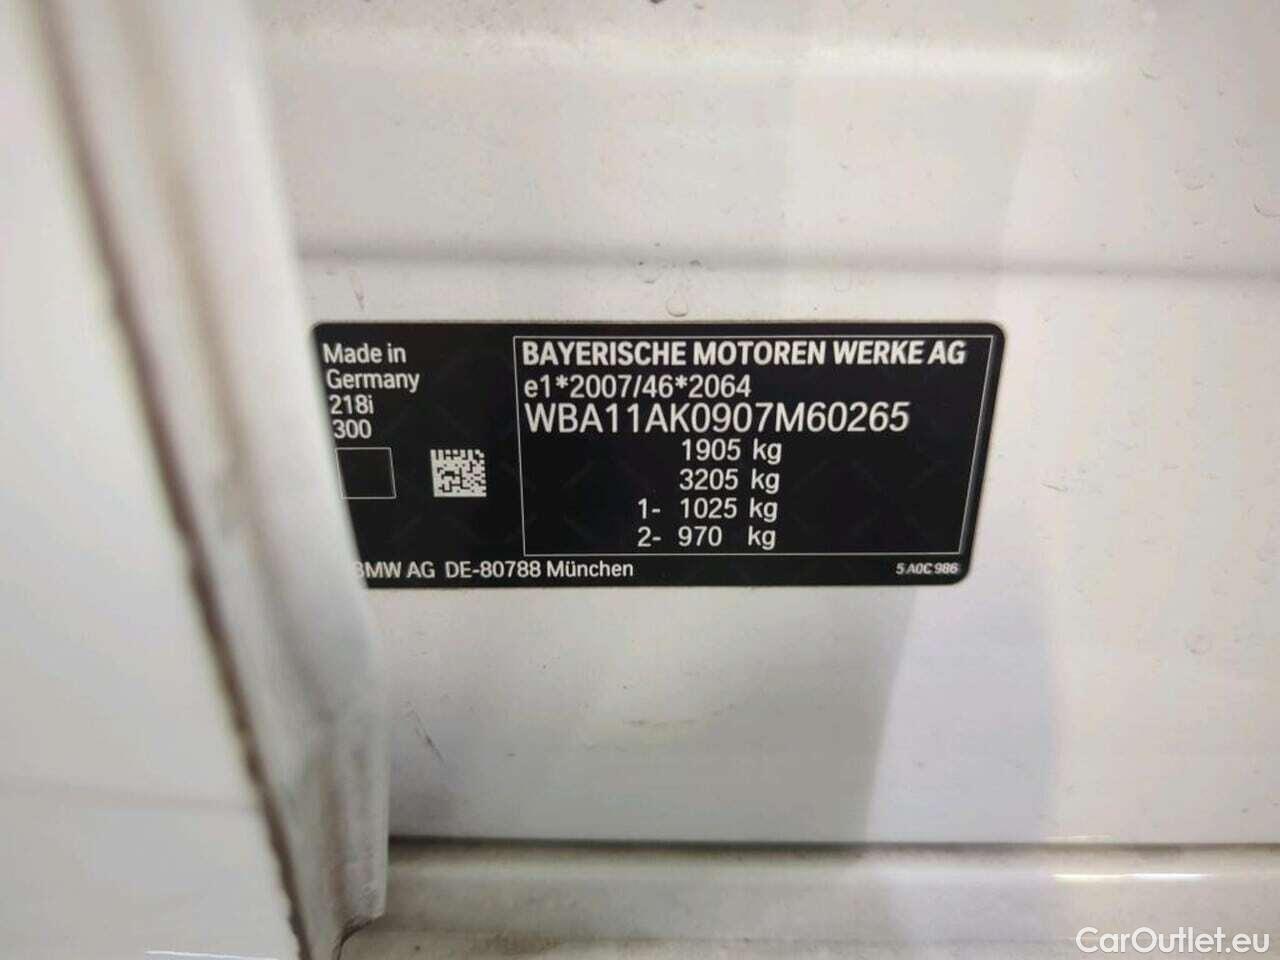 Made in
Germany
218i
300
BAYERISCHE MOTOREN WERKE AG
e1*2007/46*2064
WBA11AK0907M60265
1905 kg
3205 kg
1- 1025 kg
2- 970 kg
BMW AG DE-80788 München
5 A0C 986
CarOutlet.eu